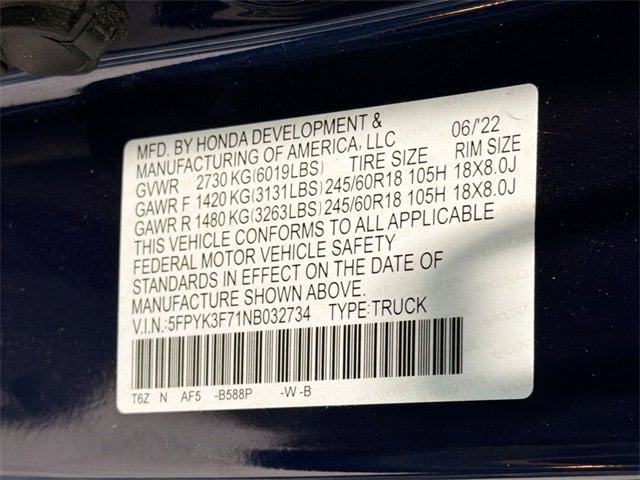 MFD. BY HONDA DEVELOPMENT &
MANUFACTURING OF AMERICA, LLC 06/'22
GVWR 2730 KG(6019LBS) TIRE SIZE RIM SIZE
GAWR F 1420 KG(3131LBS) 245/60R18 105H 18X8.0J
GAWR R 1480 KG(3263LBS) 245/60R18 105H 18X8.0J
THIS VEHICLE CONFORMS TO ALL APPLICABLE
FEDERAL MOTOR VEHICLE SAFETY
STANDARDS IN EFFECT ON THE DATE OF
MANUFACTURE SHOWN ABOVE.
V.I.N.:5FPYK3F71NB032734 TYPE:TRUCK
T6Z N AF5 -B588P -W -B